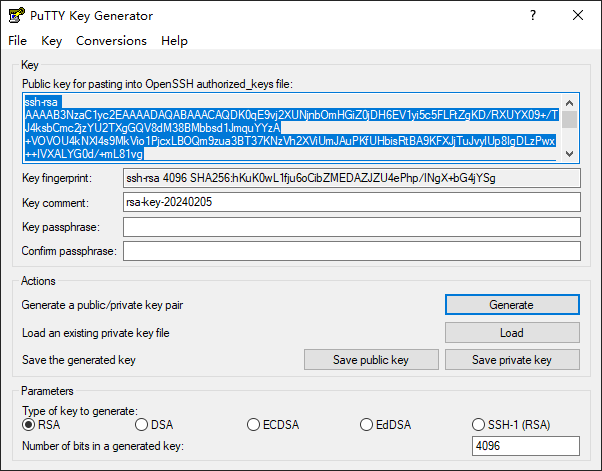 PuTTY Key Generator
File Key Conversions Help
Key
Public key for pasting into OpenSSH authorized_keys file:
ssh-rsa
AAAAB3NzaC1yc2EAAAADAQABAAACAQDK0qE9vj2XUNjnbOmHGiZ0jDH6EV1yi5c5FLRtZgKD/RXUYX09+/T
J4ksbCmc2jzYU2TXgGQV8dM38BMbbsd1JmquYYzA
+VOVOU4kNXl4s9MkVio1PjcxLBOQm9zua3BT37KNzVh2XViUmJAuPKfUHbisRtBA9KFXJjTuJvylUp8IgDLzPwx
++IVXALYG0d/+mL81vg
Key fingerprint: ssh-rsa 4096 SHA256:hKuK0wL1fju6oCibZMEDAZJZU4ePhp/INgX+bG4jYSg
Key comment: rsa-key-20240205
Key passphrase:
Confirm passphrase:
Actions
Generate a public/private key pair Generate
Load an existing private key file Load
Save the generated key Save public key Save private key
Parameters
Type of key to generate:
RSA DSA ECDSA EdDSA SSH-1 (RSA)
Number of bits in a generated key: 4096